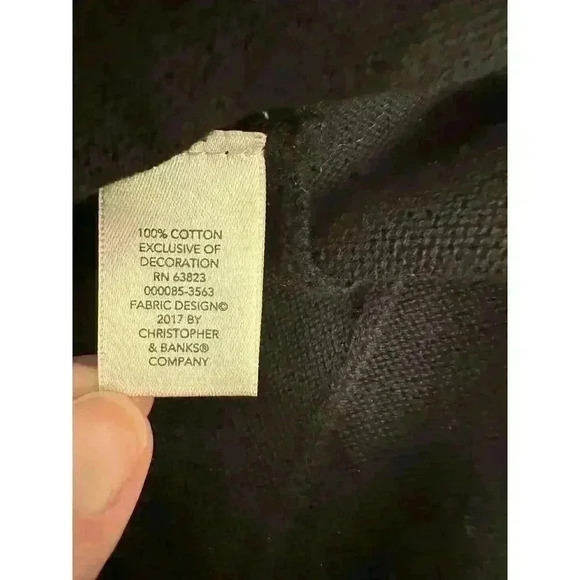 100% COTTON
EXCLUSIVE OF
DECORATION
RN 63823
000085-3563
FABRIC DESIGN©
2017 BY
CHRISTOPHER
& BANKS®
COMPANY